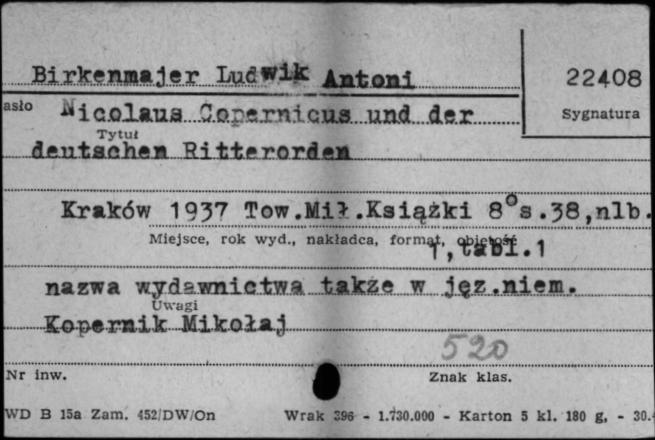 Birkenmajer Ludwik Antoni
22408
asło Nicolaus Copernicus und der
Sygnatura
Tytuł
deutschen Ritterorden
Kraków 1937 Tow.Mił.Książki 8° s.38,nlb.
Miejsce, rok wyd., nakładca, format, objętość
1,tabl.1
nazwa wydawnictwa także w jęz.niem.
Uwagi
Kopernik Mikołaj
520
Nr inw.
Znak klas.
WD B 15a Zam. 452/DW/On Wrak 396 - 1.730.000 - Karton 5 kl. 180 g, - 30.